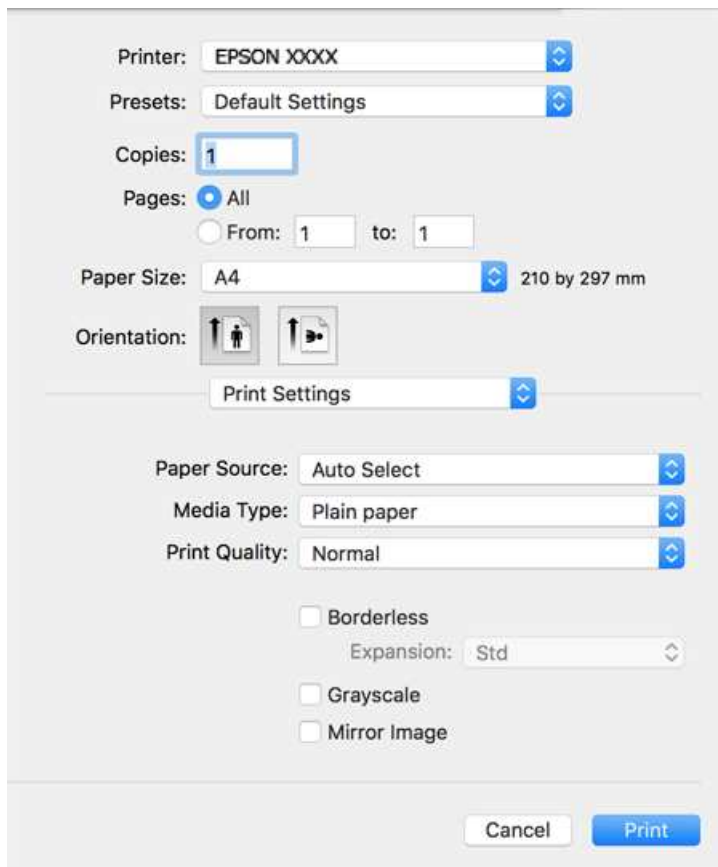 Printer: EPSON XXXX
Presets: Default Settings
Copies: 1
Pages: All
From: 1 to: 1
Paper Size: A4 210 by 297 mm
Orientation:
Print Settings
Paper Source: Auto Select
Media Type: Plain paper
Print Quality: Normal
Borderless
Expansion: Std
Grayscale
Mirror Image
Cancel Print